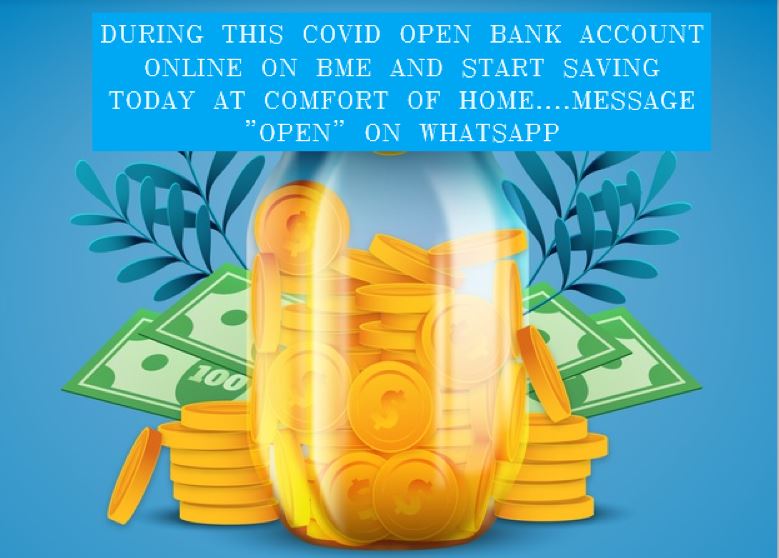 DURING THIS COVID OPEN BANK ACCOUNT
ONLINE ON BME AND START SAVING
TODAY AT COMFORT OF HOME....MESSAGE
"OPEN" ON WHATSAPP
100